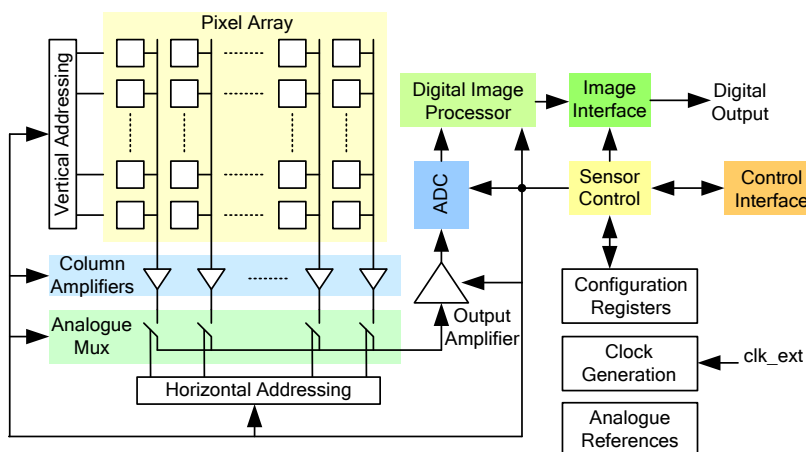 Pixel Array
Vertical Addressing
Digital Image
Processor
Image
Interface
Digital
Output
ADC
Sensor
Control
Control
Interface
Column
Amplifiers
Configuration
Registers
Output
Amplifier
Analogue
Mux
Clock
Generation
clk_ext
Horizontal Addressing
Analogue
References